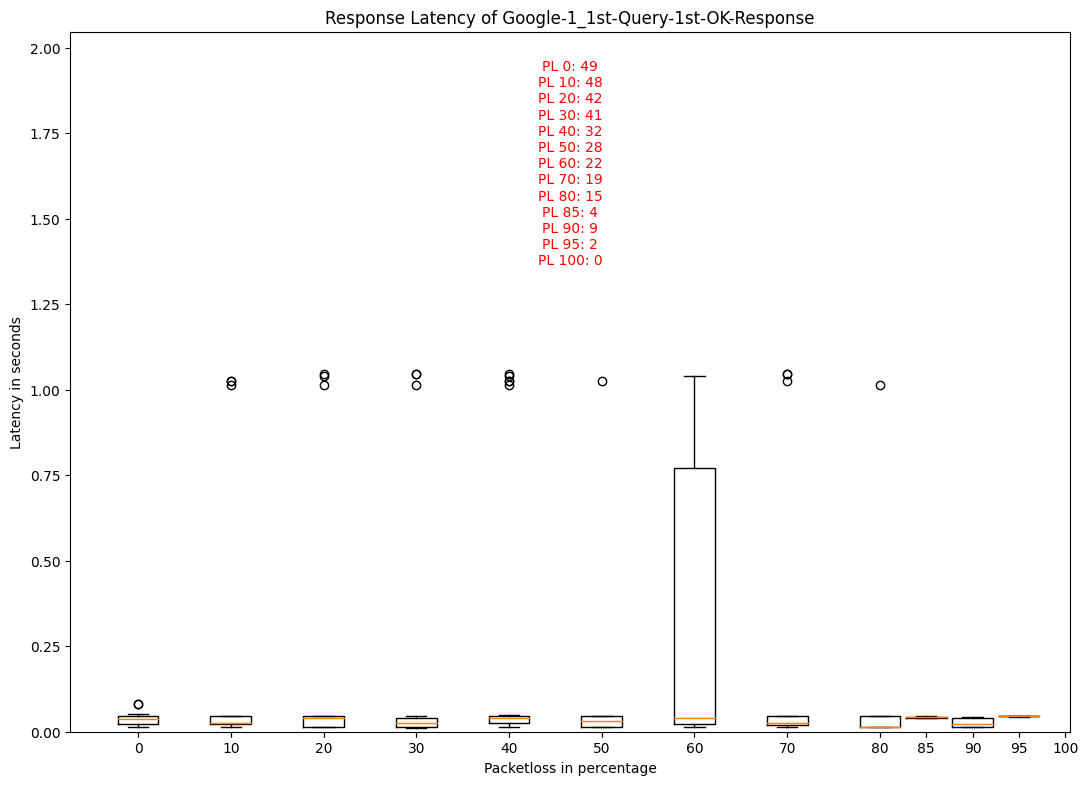 Response Latency of Google-1_1st-Query-1st-OK-Response
2.00
1.75
1.50
1.25
1.00
0.75
0.50
0.25
0.00
Latency in seconds
PL 0: 49
PL 10: 48
PL 20: 42
PL 30: 41
PL 40: 32
PL 50: 28
PL 60: 22
PL 70: 19
PL 80: 15
PL 85: 4
PL 90: 9
PL 95: 2
PL 100: 0
0 10 20 30 40 50 60 70 80 85 90 95 100
Packetloss in percentage